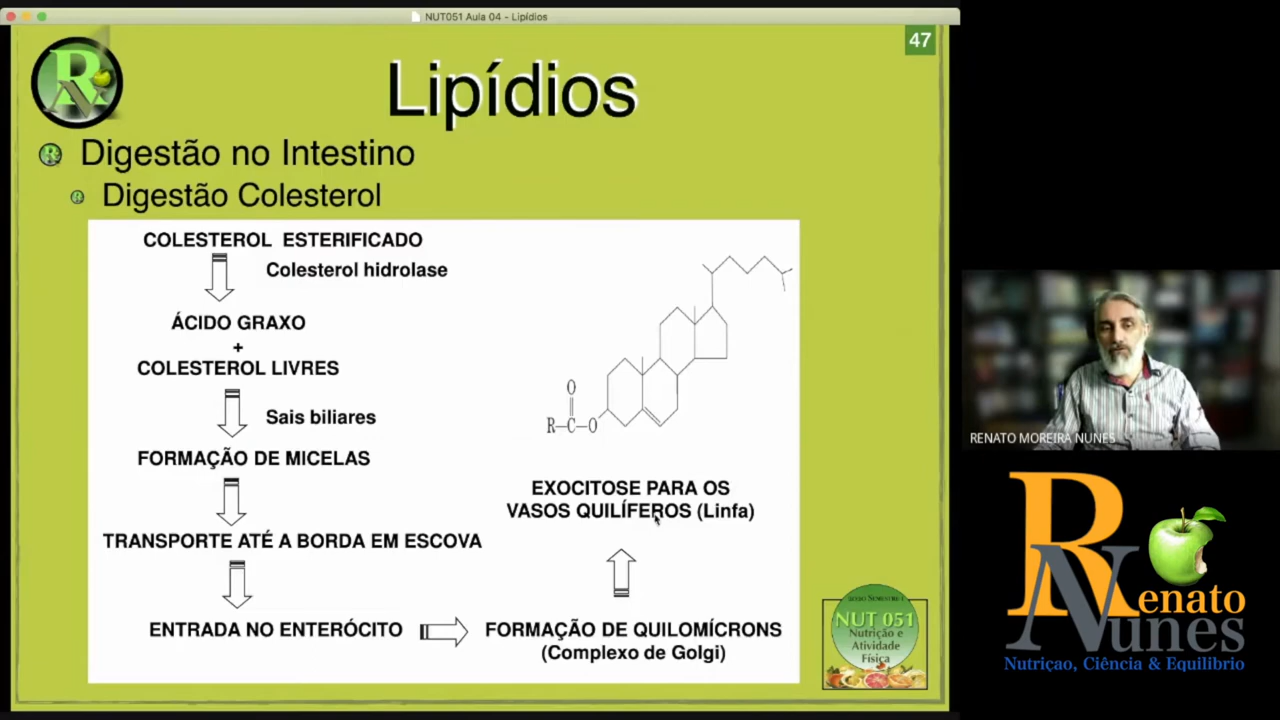 NUT051 Aula 04 - Lipídios
47
Lipídios
Digestão no Intestino
Digestão Colesterol
COLESTEROL ESTERIFICADO
Colesterol hidrolase
ÁCIDO GRAXO
+
COLESTEROL LIVRES
Sais biliares
FORMAÇÃO DE MICELAS
TRANSPORTE ATÉ A BORDA EM ESCOVA
ENTRADA NO ENTERÓCITO
FORMAÇÃO DE QUILOMÍCRONS
(Complexo de Golgi)
EXOCITOSE PARA OS
VASOS QUILÍFEROS (Linfa)
O
R-C-O
NUT 051
Nutrição e
Atividade
Física
RENATO MOREIRA NUNES
Renato
Nunes
Nutriçao, Ciência & Equilibrio